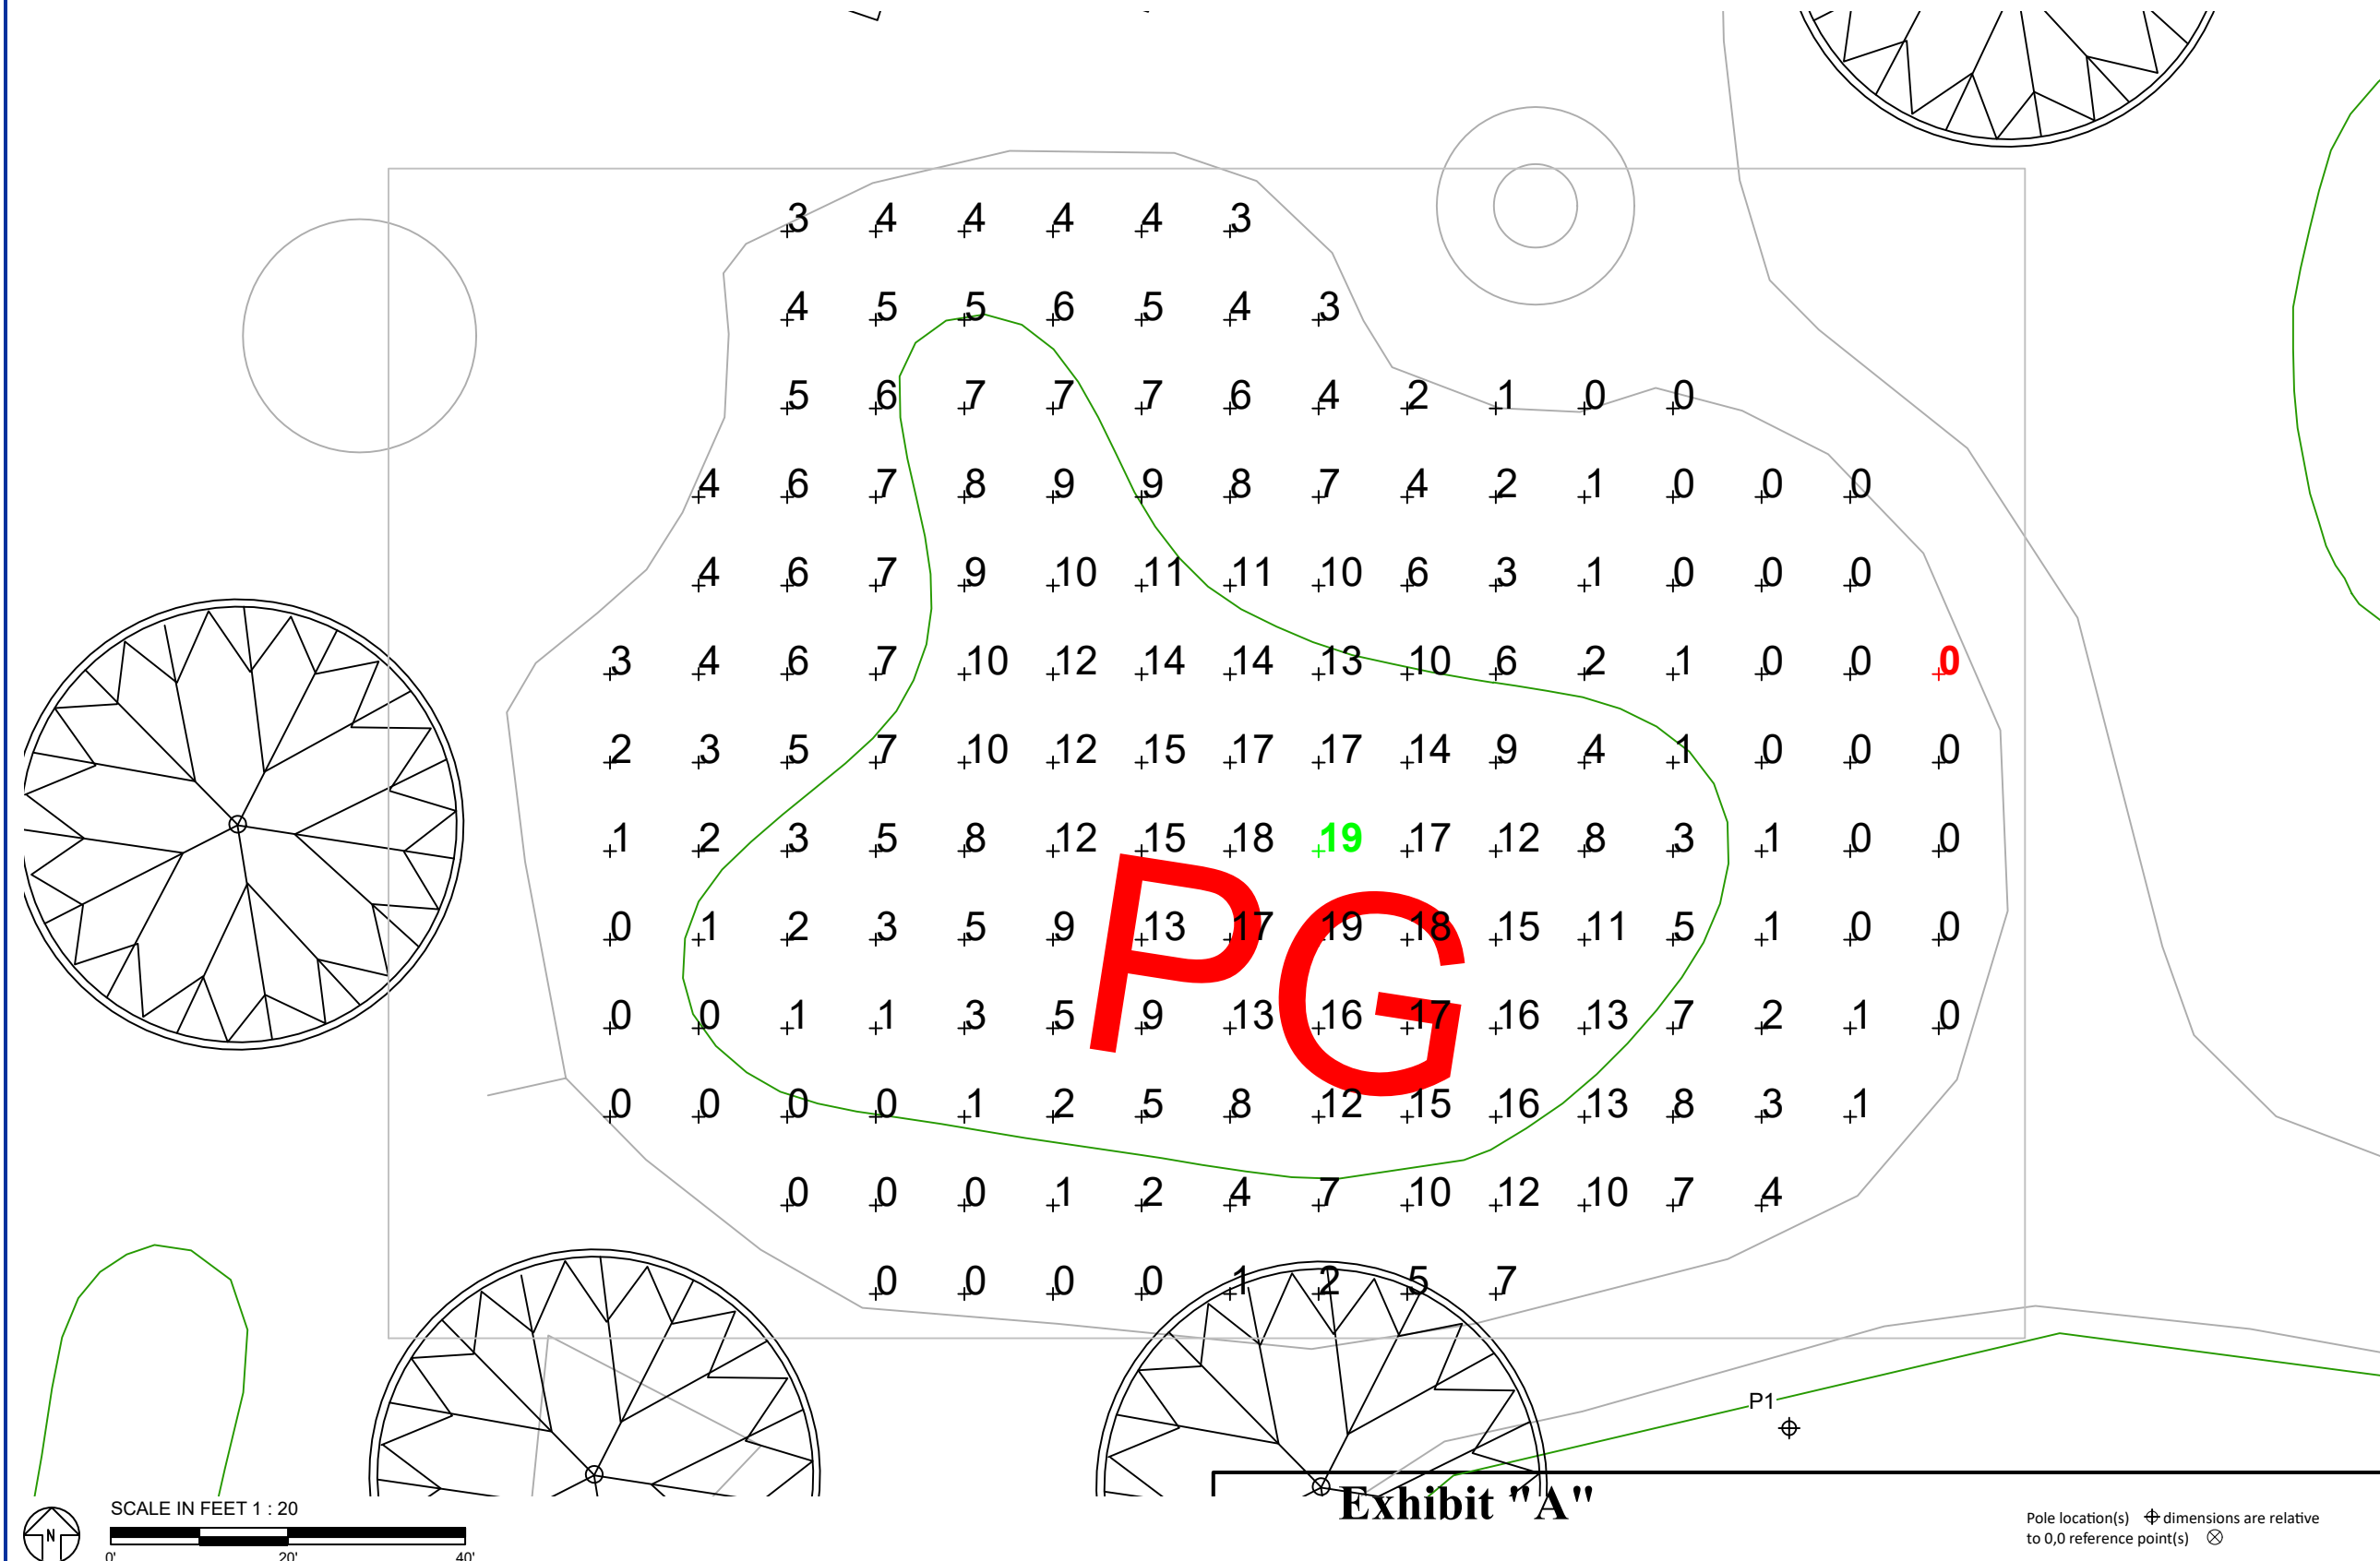 3 4 4 4 4 3
4 5 5 6 5 4 3
5 6 7 7 7 6 4 2 1 0 0
4 6 7 8 9 9 8 7 4 2 1 0 0 0
4 6 7 9 10 11 11 10 6 3 1 0 0 0
3 4 6 7 10 12 14 14 13 10 6 2 1 0 0 0
2 3 5 7 10 12 15 17 17 14 9 4 1 0 0 0
1 2 3 5 8 12 15 18 19 17 12 8 3 1 0 0
0 1 2 3 5 9 13 17 19 18 15 11 5 1 0 0
PG
0 0 1 1 3 5 9 13 16 17 16 13 7 2 1 0
0 0 0 0 1 2 5 8 12 15 16 13 8 3 1
0 0 0 1 2 4 7 10 12 10 7 4
0 0 0 0 1 2 5 7
P1
Exhibit "A"
N
SCALE IN FEET 1 : 20
0' 20' 40'
Pole location(s) dimensions are relative
to 0,0 reference point(s)